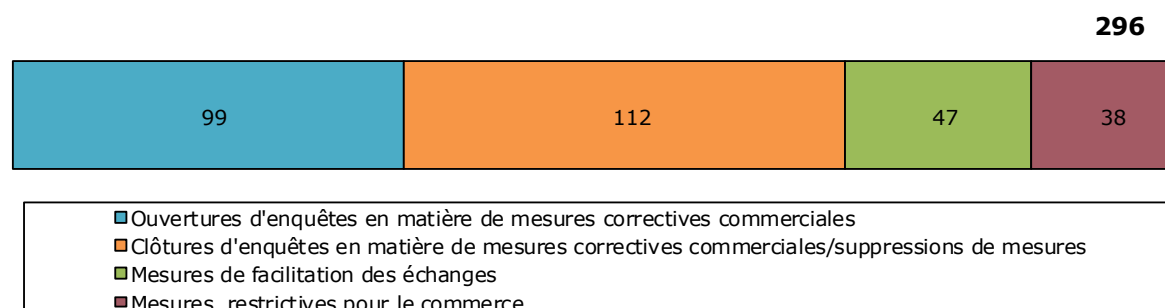 296
99 112 47 38
Ouvertures d'enquêtes en matière de mesures correctives commerciales
Clôtures d'enquêtes en matière de mesures correctives commerciales/suppressions de mesures
Mesures de facilitation des échanges
Mesures restrictives pour le commerce